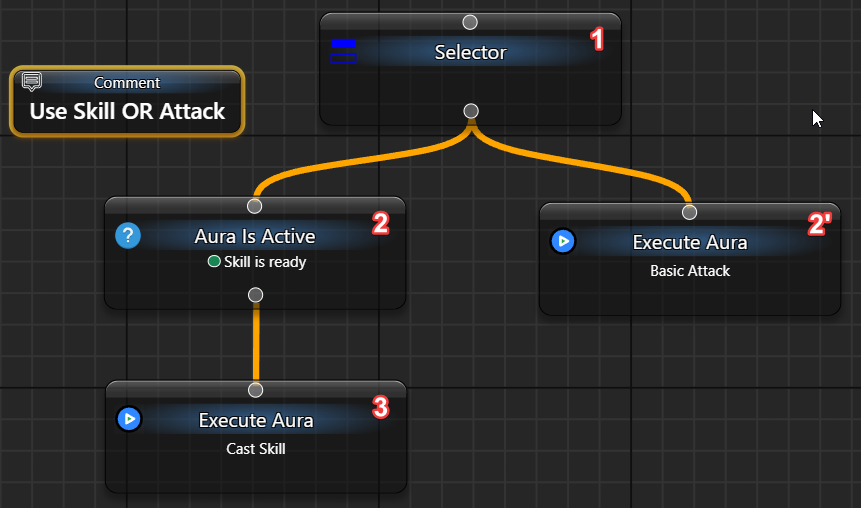 Selector
1
Comment
Use Skill OR Attack
?
Aura Is Active
2
Skill is ready
Execute Aura
2'
Basic Attack
Execute Aura
3
Cast Skill